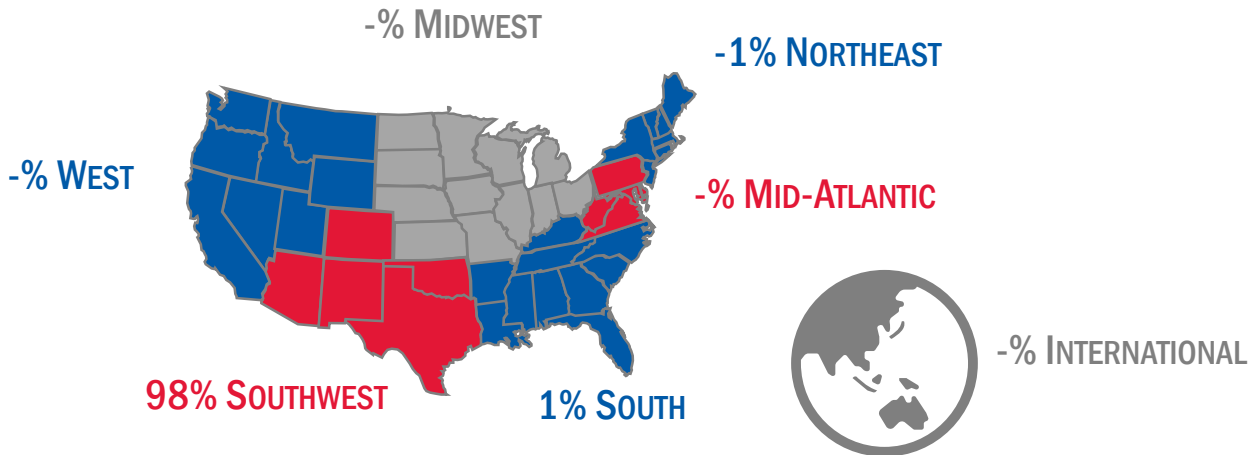 -% MIDWEST
-1% NORTHEAST
-% WEST
-% MID-ATLANTIC
-% INTERNATIONAL
98% SOUTHWEST
1% SOUTH